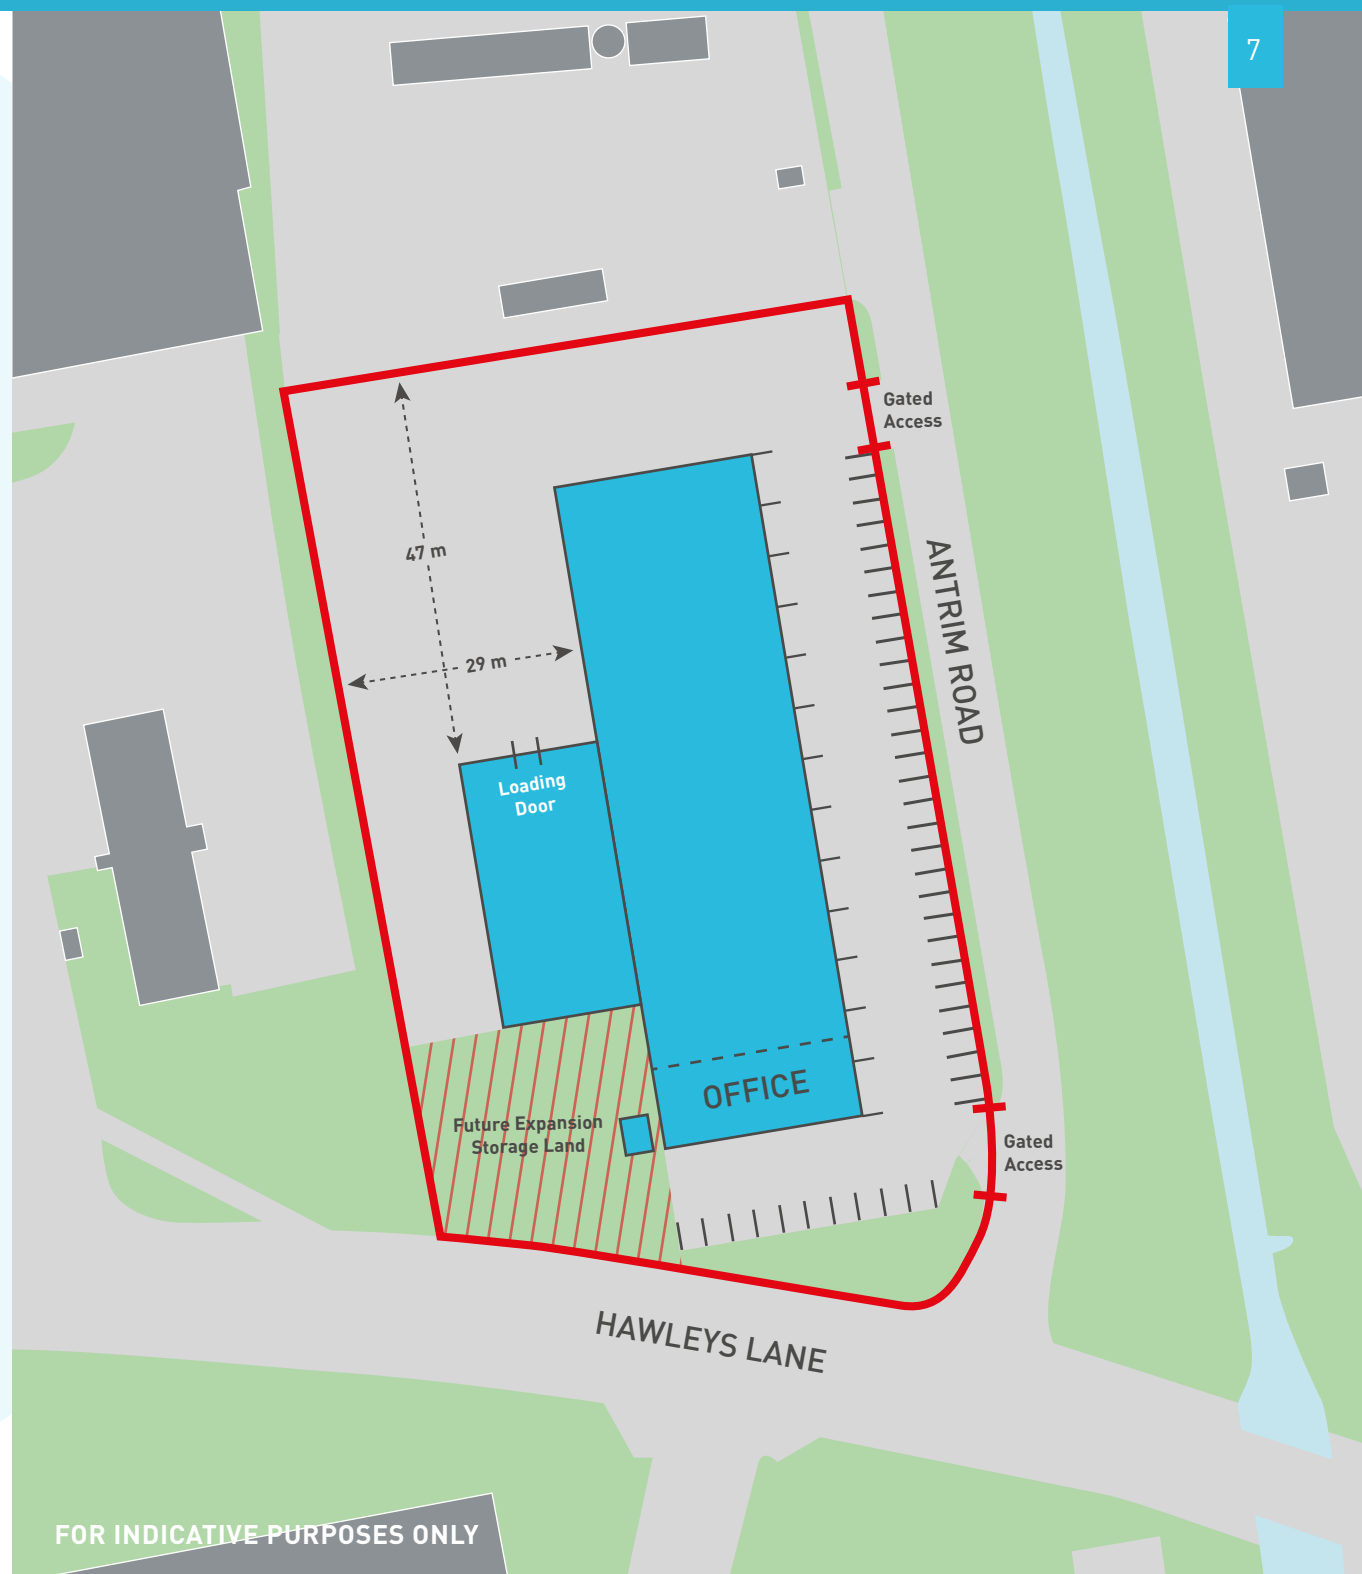 7
Gated
Access
47 m
ANTRIM ROAD
29 m
Loading
Door
OFFICE
Future Expansion
Storage Land
Gated
Access
HAWLEYS LANE
FOR INDICATIVE PURPOSES ONLY